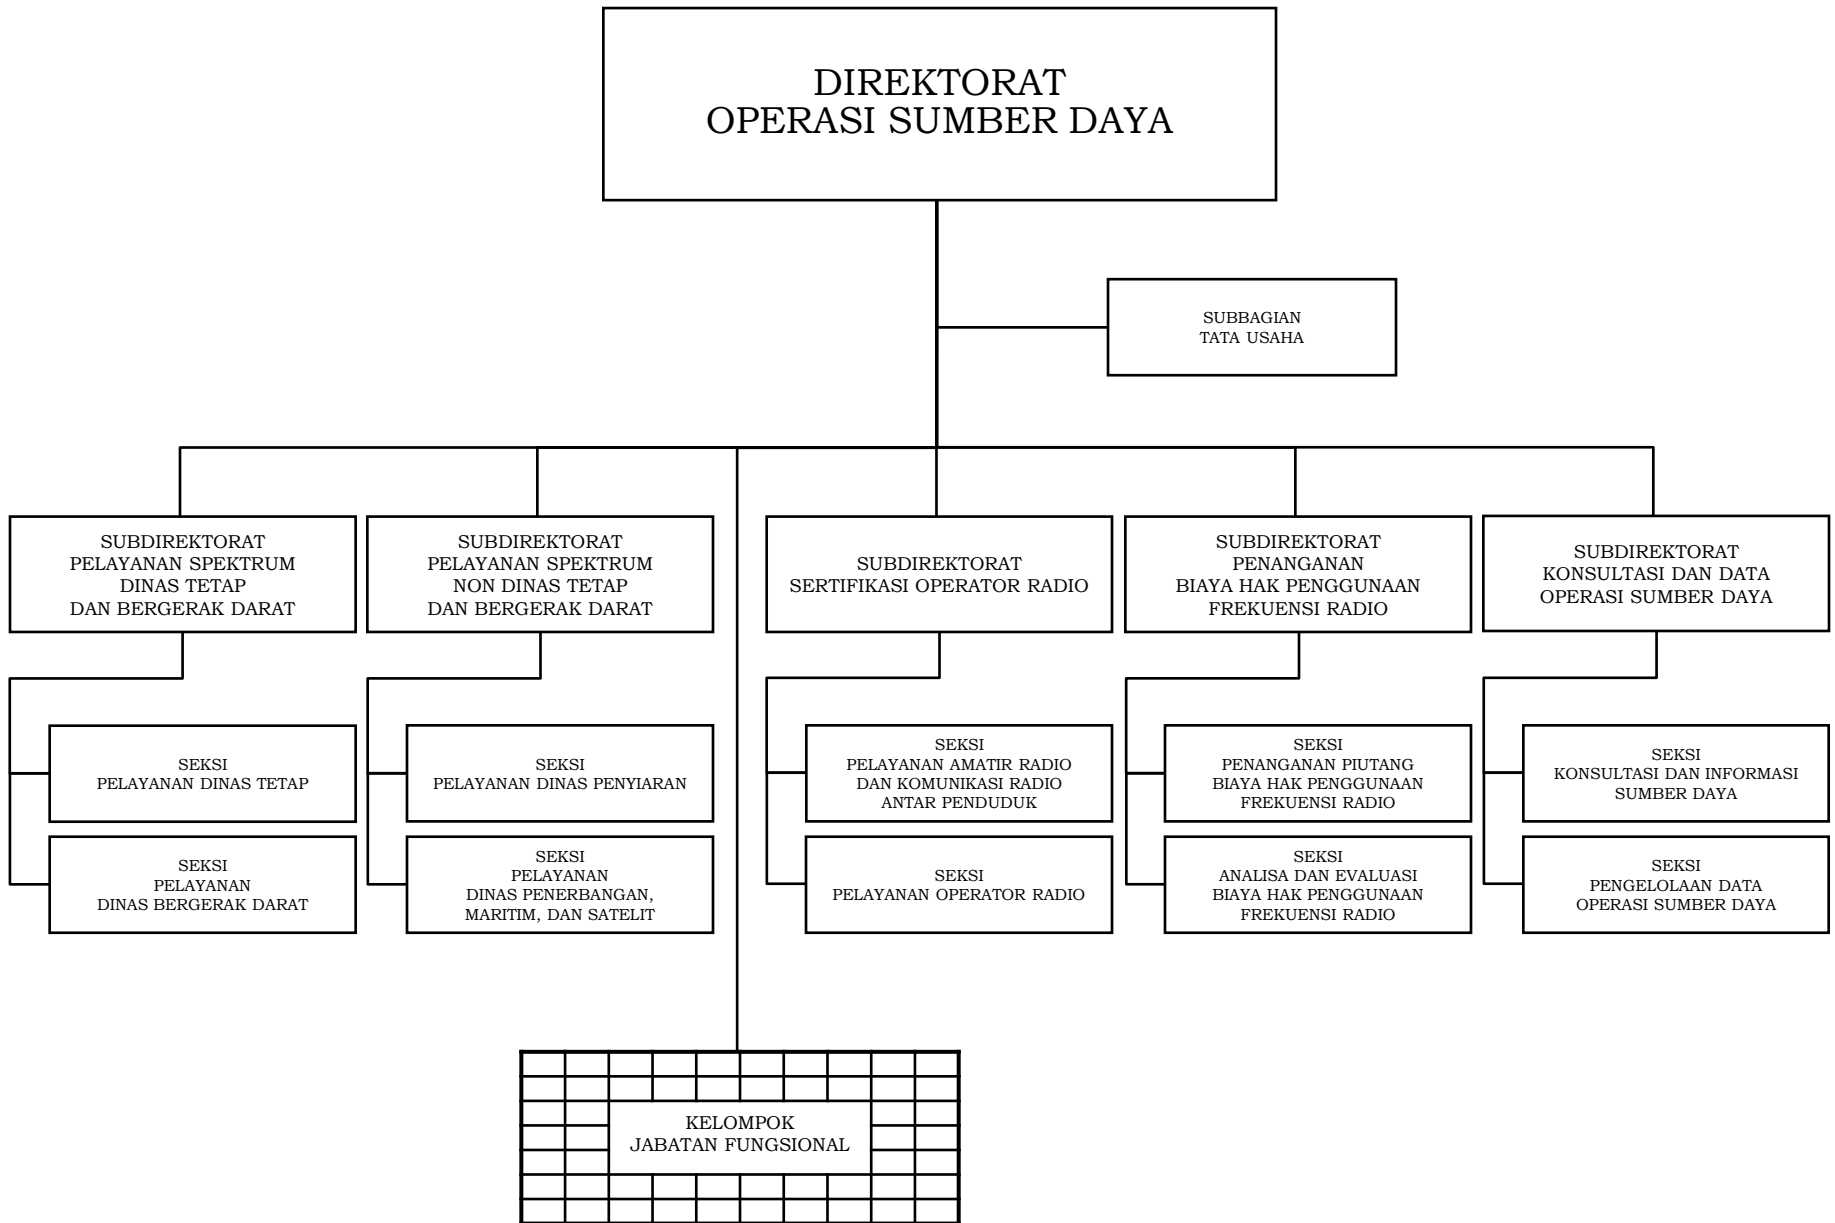 DIREKTORAT
OPERASI SUMBER DAYA
SUBBAGIAN
TATA USAHA
SUBDIREKTORAT
PELAYANAN SPEKTRUM
DINAS TETAP
DAN BERGERAK DARAT
SUBDIREKTORAT
PELAYANAN SPEKTRUM
NON DINAS TETAP
DAN BERGERAK DARAT
SUBDIREKTORAT
SERTIFIKASI OPERATOR RADIO
SUBDIREKTORAT
PENANGANAN
BIAYA HAK PENGGUNAAN
FREKUENSI RADIO
SUBDIREKTORAT
KONSULTASI DAN DATA
OPERASI SUMBER DAYA
SEKSI
PELAYANAN DINAS TETAP
SEKSI
PELAYANAN DINAS PENYIARAN
SEKSI
PELAYANAN AMATIR RADIO
DAN KOMUNIKASI RADIO
ANTAR PENDUDUK
SEKSI
PENANGANAN PIUTANG
BIAYA HAK PENGGUNAAN
FREKUENSI RADIO
SEKSI
KONSULTASI DAN INFORMASI
SUMBER DAYA
SEKSI
PELAYANAN
DINAS BERGERAK DARAT
SEKSI
PELAYANAN
DINAS PENERBANGAN,
MARITIM, DAN SATELIT
SEKSI
PELAYANAN OPERATOR RADIO
SEKSI
ANALISA DAN EVALUASI
BIAYA HAK PENGGUNAAN
FREKUENSI RADIO
SEKSI
PENGELOLAAN DATA
OPERASI SUMBER DAYA
KELOMPOK
JABATAN FUNGSIONAL